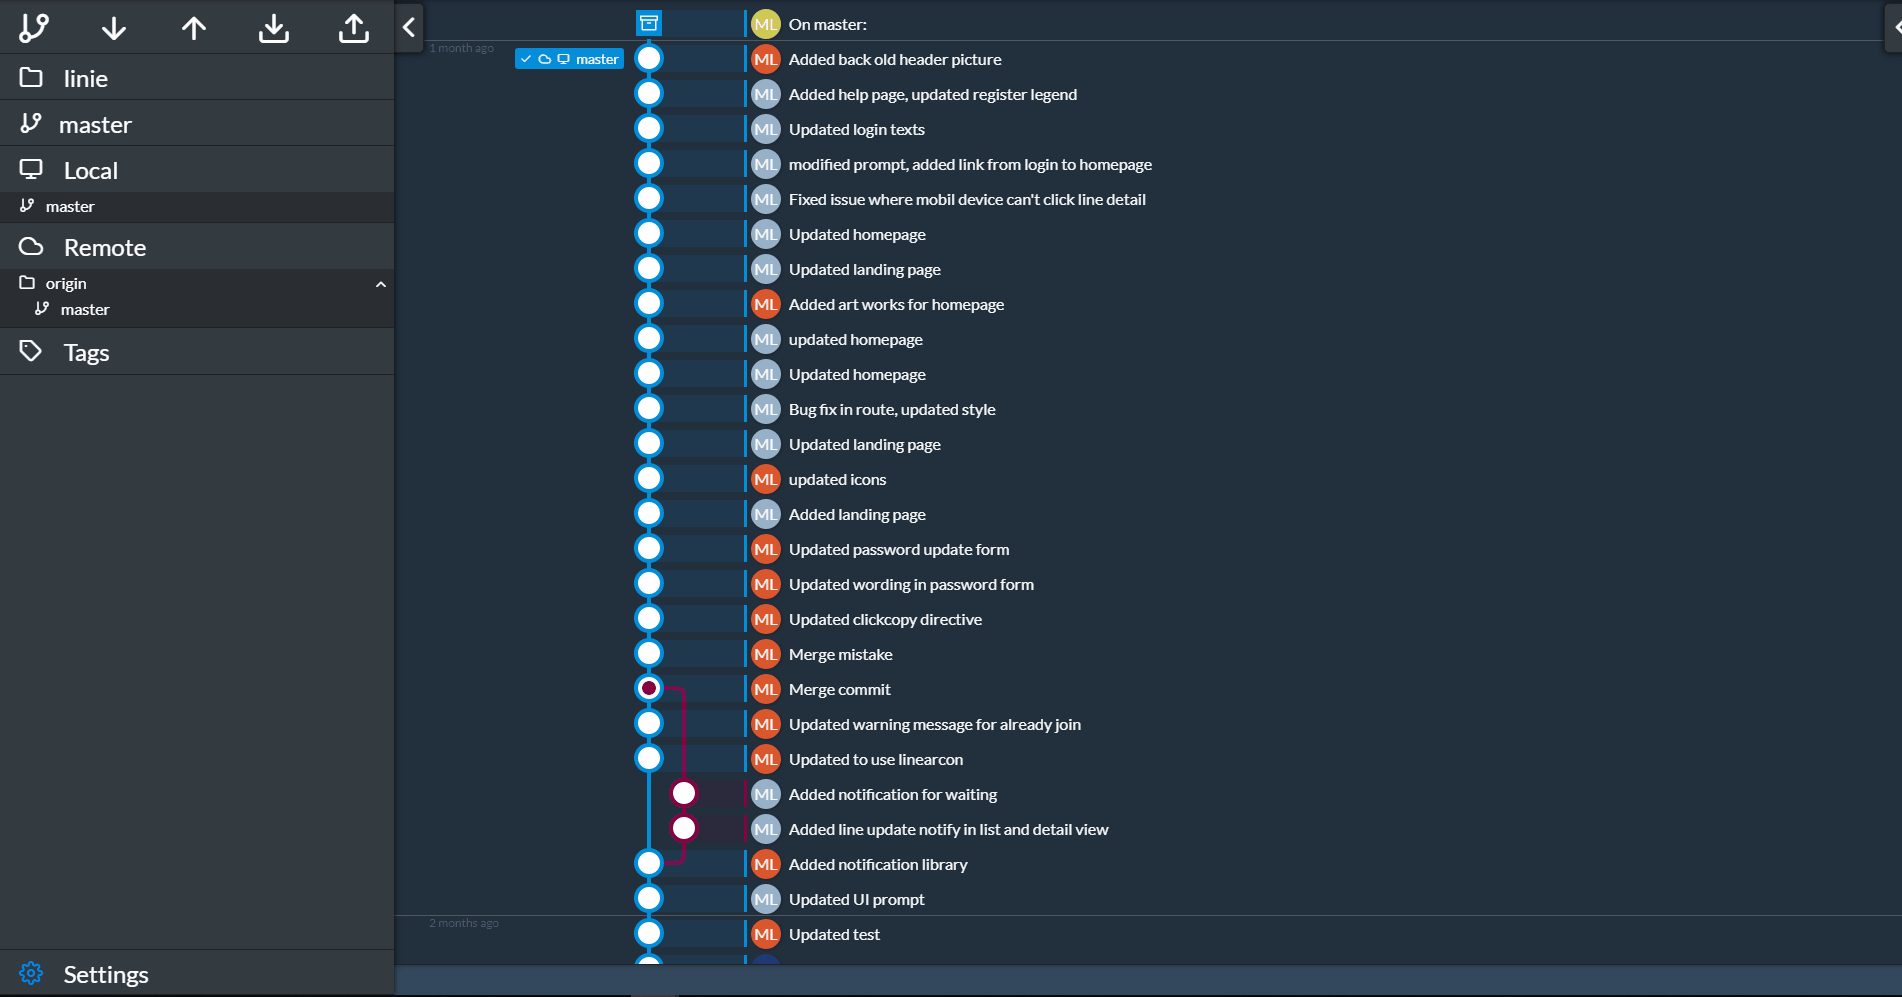 linie
master
Local
master
Remote
origin
master
Tags
Settings
ML On master:
1 month ago
master ML Added back old header picture
ML Added help page, updated register legend
ML Updated login texts
ML modified prompt, added link from login to homepage
ML Fixed issue where mobil device can't click line detail
ML Updated homepage
ML Updated landing page
ML Added art works for homepage
ML updated homepage
ML Updated homepage
ML Bug fix in route, updated style
ML Updated landing page
ML updated icons
ML Added landing page
ML Updated password update form
ML Updated wording in password form
ML Updated clickcopy directive
ML Merge mistake
ML Merge commit
ML Updated warning message for already join
ML Updated to use linearcon
ML Added notification for waiting
ML Added line update notify in list and detail view
ML Added notification library
ML Updated UI prompt
2 months ago
ML Updated test